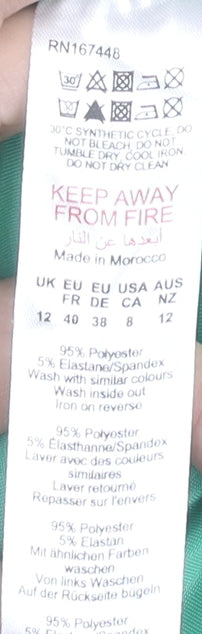 RN167448
30
30°C SYNTHETIC CYCLE, DO
NOT BLEACH, DO NOT
TUMBLE DRY, COOL IRON,
DO NOT DRY CLEAN
KEEP AWAY
FROM FIRE
أبعدها عن النار
Made in Morocco
UK EU EU USA AUS
FR DE CA NZ
12 40 38 8 12
95% Polyester
5% Elastane/Spandex
Wash with similar colours
Wash inside out
Iron on reverse
95% Polyester
5% Elasthanne/Spandex
Laver avec des couleurs
similaires
Laver retourné
Repasser sur l'envers
95% Polyester
5% Elastan
Mit ähnlichen Farben
waschen
Von links Waschen
Auf der Rückseite bugeln
95% Polyester